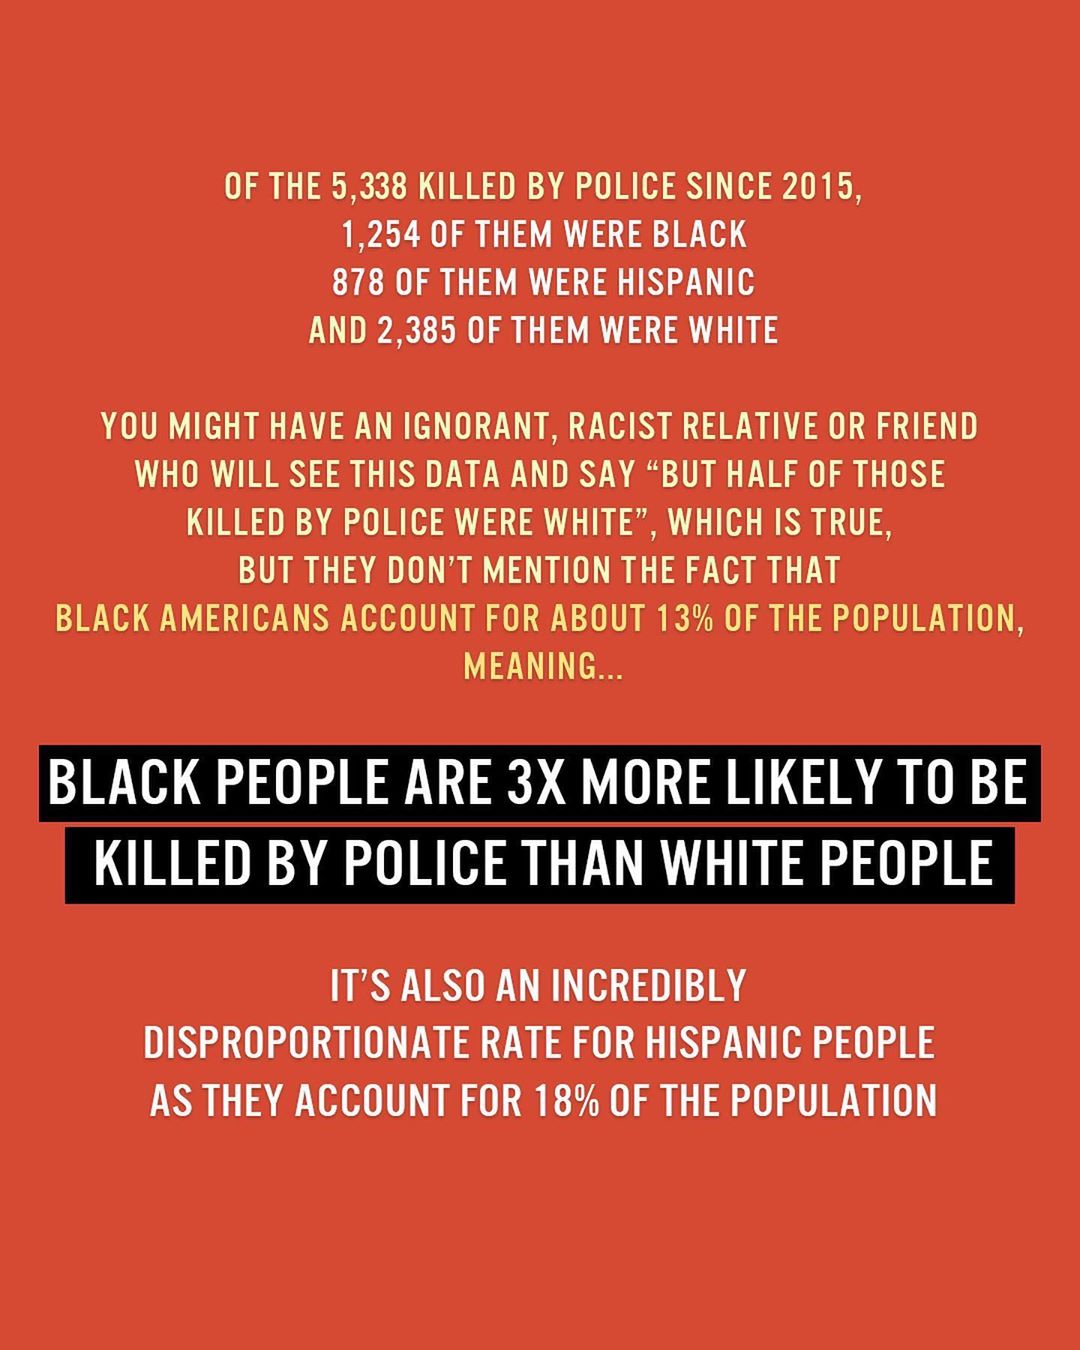 OF THE 5,338 KILLED BY POLICE SINCE 2015,
1,254 OF THEM WERE BLACK
878 OF THEM WERE HISPANIC
AND 2,385 OF THEM WERE WHITE
YOU MIGHT HAVE AN IGNORANT, RACIST RELATIVE OR FRIEND
WHO WILL SEE THIS DATA AND SAY “BUT HALF OF THOSE
KILLED BY POLICE WERE WHITE”, WHICH IS TRUE,
BUT THEY DON’T MENTION THE FACT THAT
BLACK AMERICANS ACCOUNT FOR ABOUT 13% OF THE POPULATION,
MEANING...
BLACK PEOPLE ARE 3X MORE LIKELY TO BE
KILLED BY POLICE THAN WHITE PEOPLE
IT’S ALSO AN INCREDIBLY
DISPROPORTIONATE RATE FOR HISPANIC PEOPLE
AS THEY ACCOUNT FOR 18% OF THE POPULATION